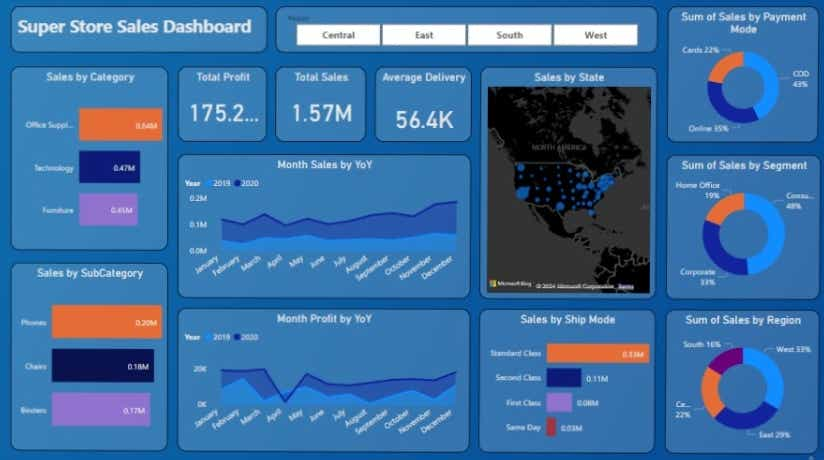 Super Store Sales Dashboard
Region
Central
East
South
West
Sales by Category
Office Suppl...
0.64M
Technology
0.47M
Furniture
0.45M
Total Profit
175.2...
Total Sales
1.57M
Average Delivery
56.4K
Sales by State
NORTH AMERICA
Microsoft Bing
© 2024 Microsoft Corporation Terms
Sum of Sales by Payment
Mode
Cards 22%
COD
43%
Online 35%
Month Sales by YoY
Year 2019 2020
0.2M
0.1M
0.0M
January
February
March
April
May
June
July
August
September
October
November
December
Sum of Sales by Segment
Home Office
19%
Consu...
48%
Corporate
33%
Sales by SubCategory
Phones
0.20M
Chairs
0.18M
Binders
0.17M
Month Profit by YoY
Year 2019 2020
20K
0K
January
February
March
April
May
June
July
August
September
October
November
December
Sales by Ship Mode
Standard Class
0.33M
Second Class
0.11M
First Class
0.08M
Same Day
0.03M
Sum of Sales by Region
South 16%
West 33%
Ce...
22%
East 29%